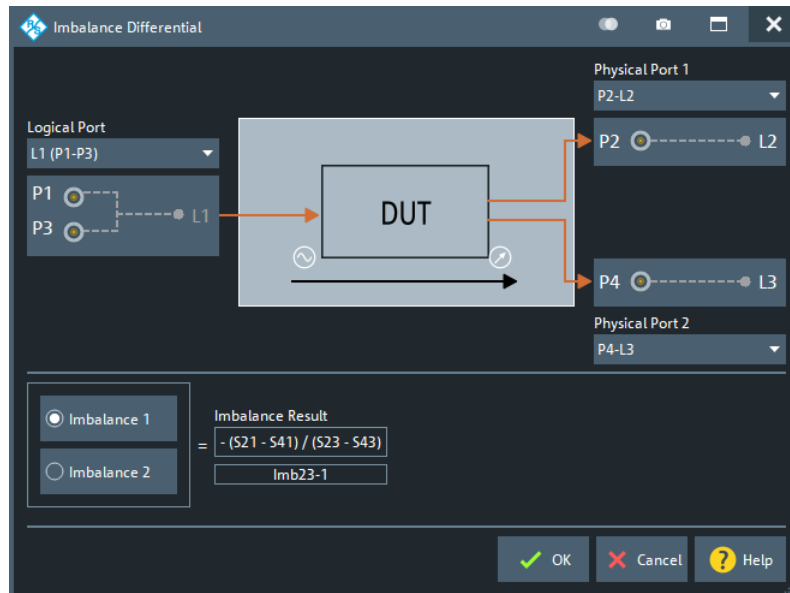 Imbalance Differential
Physical Port 1
P2-L2
Logical Port
L1 (P1-P3)
P2
L2
P1
P3
L1
DUT
P4
L3
Physical Port 2
P4-L3
Imbalance 1
Imbalance 2
=
Imbalance Result
- (S21 - S41) / (S23 - S43)
Imb23-1
OK
Cancel
? Help